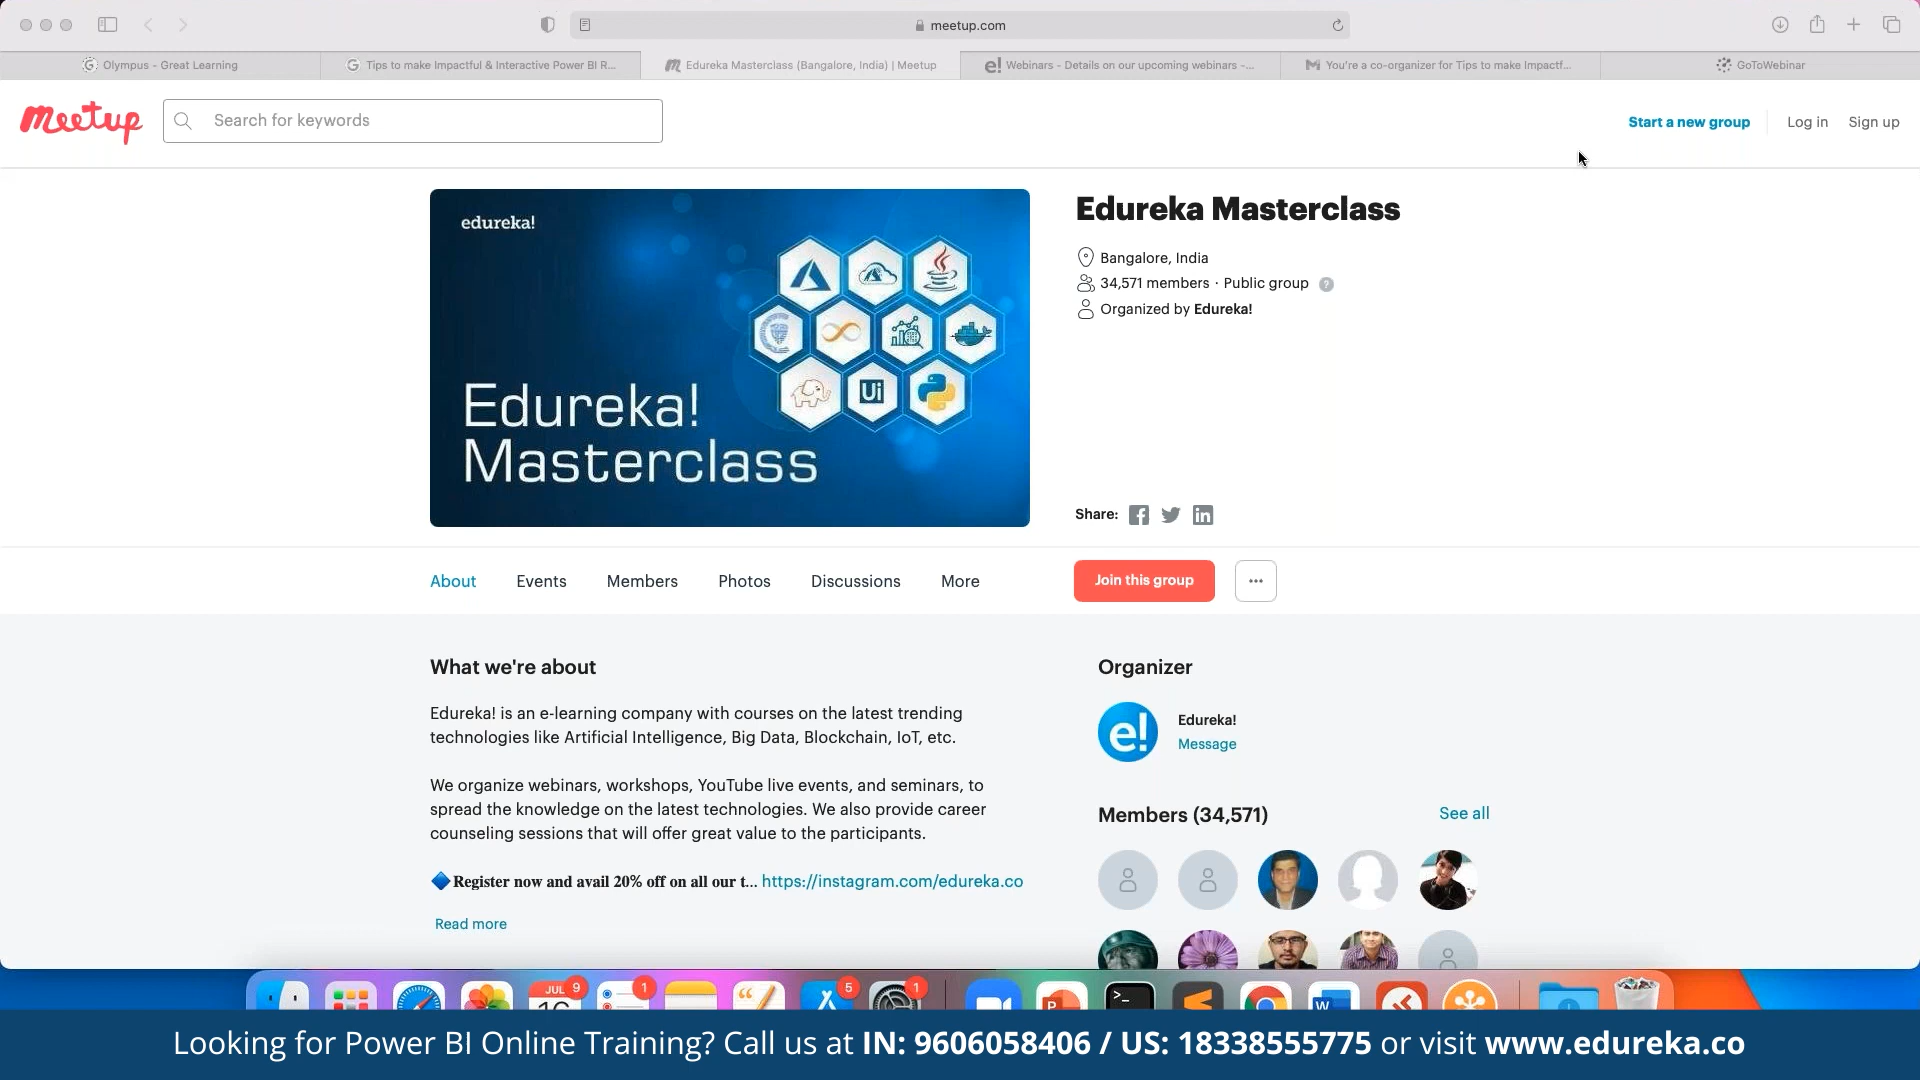 meetup.com
Olympus - Great Learning
Tips to make Impactful & Interactive Power BI R...
Edureka Masterclass (Bangalore, India) | Meetup
Webinars - Details on our upcoming webinars -...
You're a co-organizer for Tips to make Impactf...
GoToWebinar
meetup
Search for keywords
Start a new group
Log in
Sign up
edureka!
Edureka!
Masterclass
Ui
Edureka Masterclass
Bangalore, India
34,571 members · Public group ?
Organized by Edureka!
Share:
About
Events
Members
Photos
Discussions
More
Join this group
What we're about
Edureka! is an e-learning company with courses on the latest trending
technologies like Artificial Intelligence, Big Data, Blockchain, IoT, etc.
We organize webinars, workshops, YouTube live events, and seminars, to
spread the knowledge on the latest technologies. We also provide career
counseling sessions that will offer great value to the participants.
Register now and avail 20% off on all our t... https://instagram.com/edureka.co
Read more
Organizer
e!
Edureka!
Message
Members (34,571)
See all
JUL
9
1
5
1
Looking for Power BI Online Training? Call us at IN: 9606058406 / US: 18338555775 or visit www.edureka.co